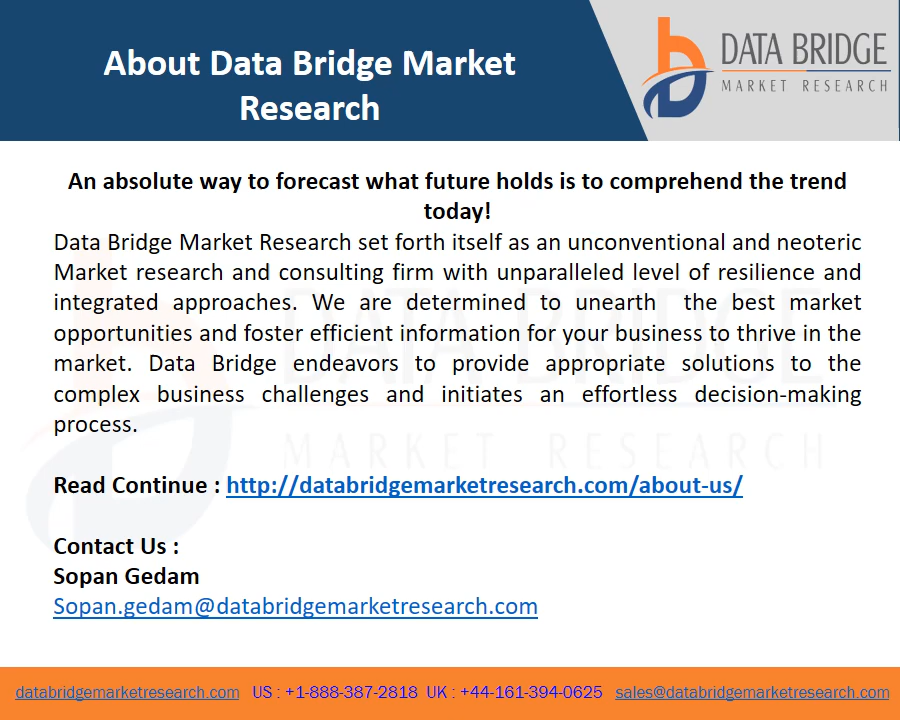 About Data Bridge Market
Research
DATA BRIDGE
MARKET RESEARCH
An absolute way to forecast what future holds is to comprehend the trend
today!
Data Bridge Market Research set forth itself as an unconventional and neoteric
Market research and consulting firm with unparalleled level of resilience and
integrated approaches. We are determined to unearth the best market
opportunities and foster efficient information for your business to thrive in the
market. Data Bridge endeavors to provide appropriate solutions to the
complex business challenges and initiates an effortless decision-making
process.
DATA BRIDGE
MARKET RESEARCH
Read Continue : http://databridgemarketresearch.com/about-us/
Contact Us :
Sopan Gedam
Sopan.gedam@databridgemarketresearch.com
databridgemarketresearch.com US : +1-888-387-2818 UK : +44-161-394-0625 sales@databridgemarketresearch.com